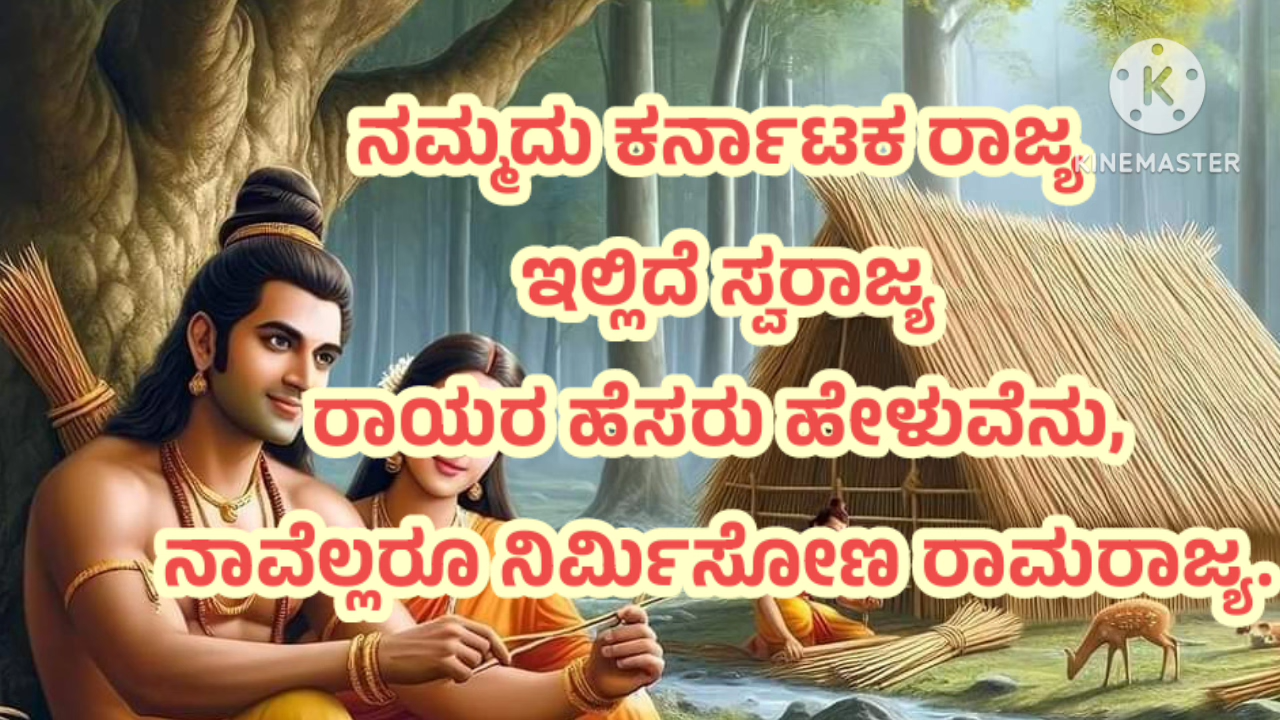 ನಮ್ಮದು ಕರ್ನಾಟಕ ರಾಜ್ಯ
ಇಲ್ಲಿದೆ ಸ್ವರಾಜ್ಯ
ರಾಯರ ಹೆಸರು ಹೇಳುವೆನು,
ನಾವೆಲ್ಲರೂ ನಿರ್ಮಿಸೋಣ ರಾಮರಾಜ್ಯ.
K
KINEMASTER